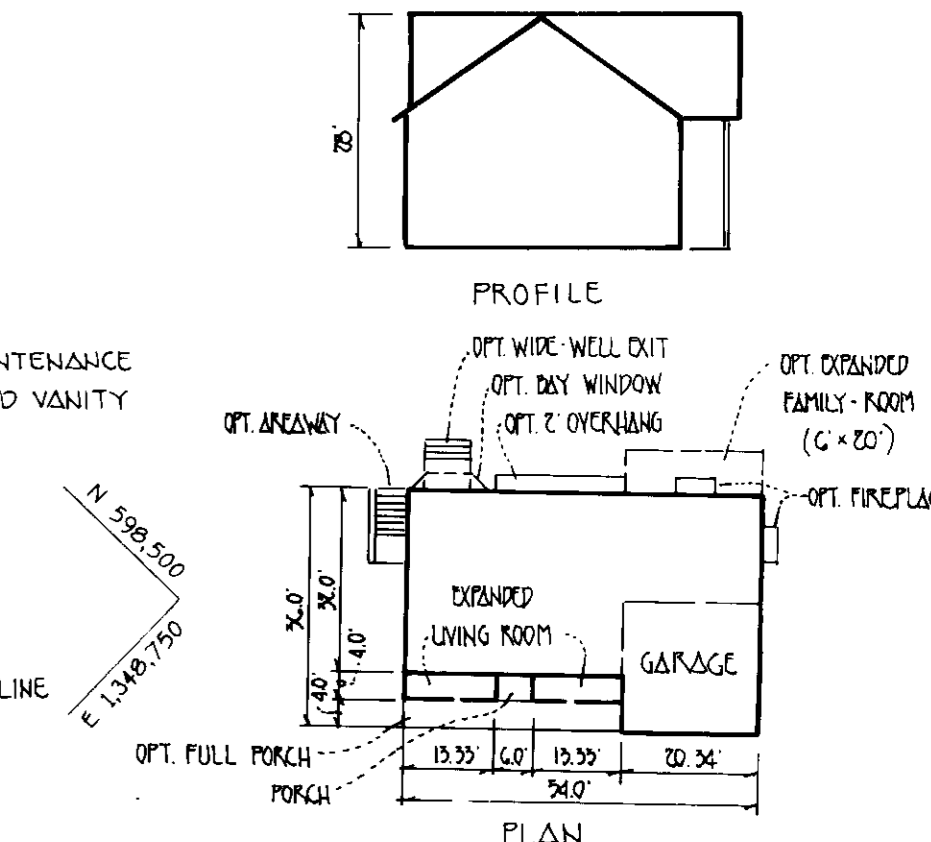 28'
PROFILE
NTENANCE
D VANITY
OPT. WIDE-WELL EXIT
OPT. BAY WINDOW
OPT. 2' OVERHANG
OPT. AREAWAY
OPT. EXPANDED
FAMILY-ROOM
(6' x 20')
OPT. FIREPLAC
N 598,500
E 1,348,750
LINE
36.0'
28.0'
4.0'
(4.0')
EXPANDED
LIVING ROOM
GARAGE
OPT. FULL PORCH
PORCH
13.33'
6.0'
13.33'
20.34'
54.0'
PLAN